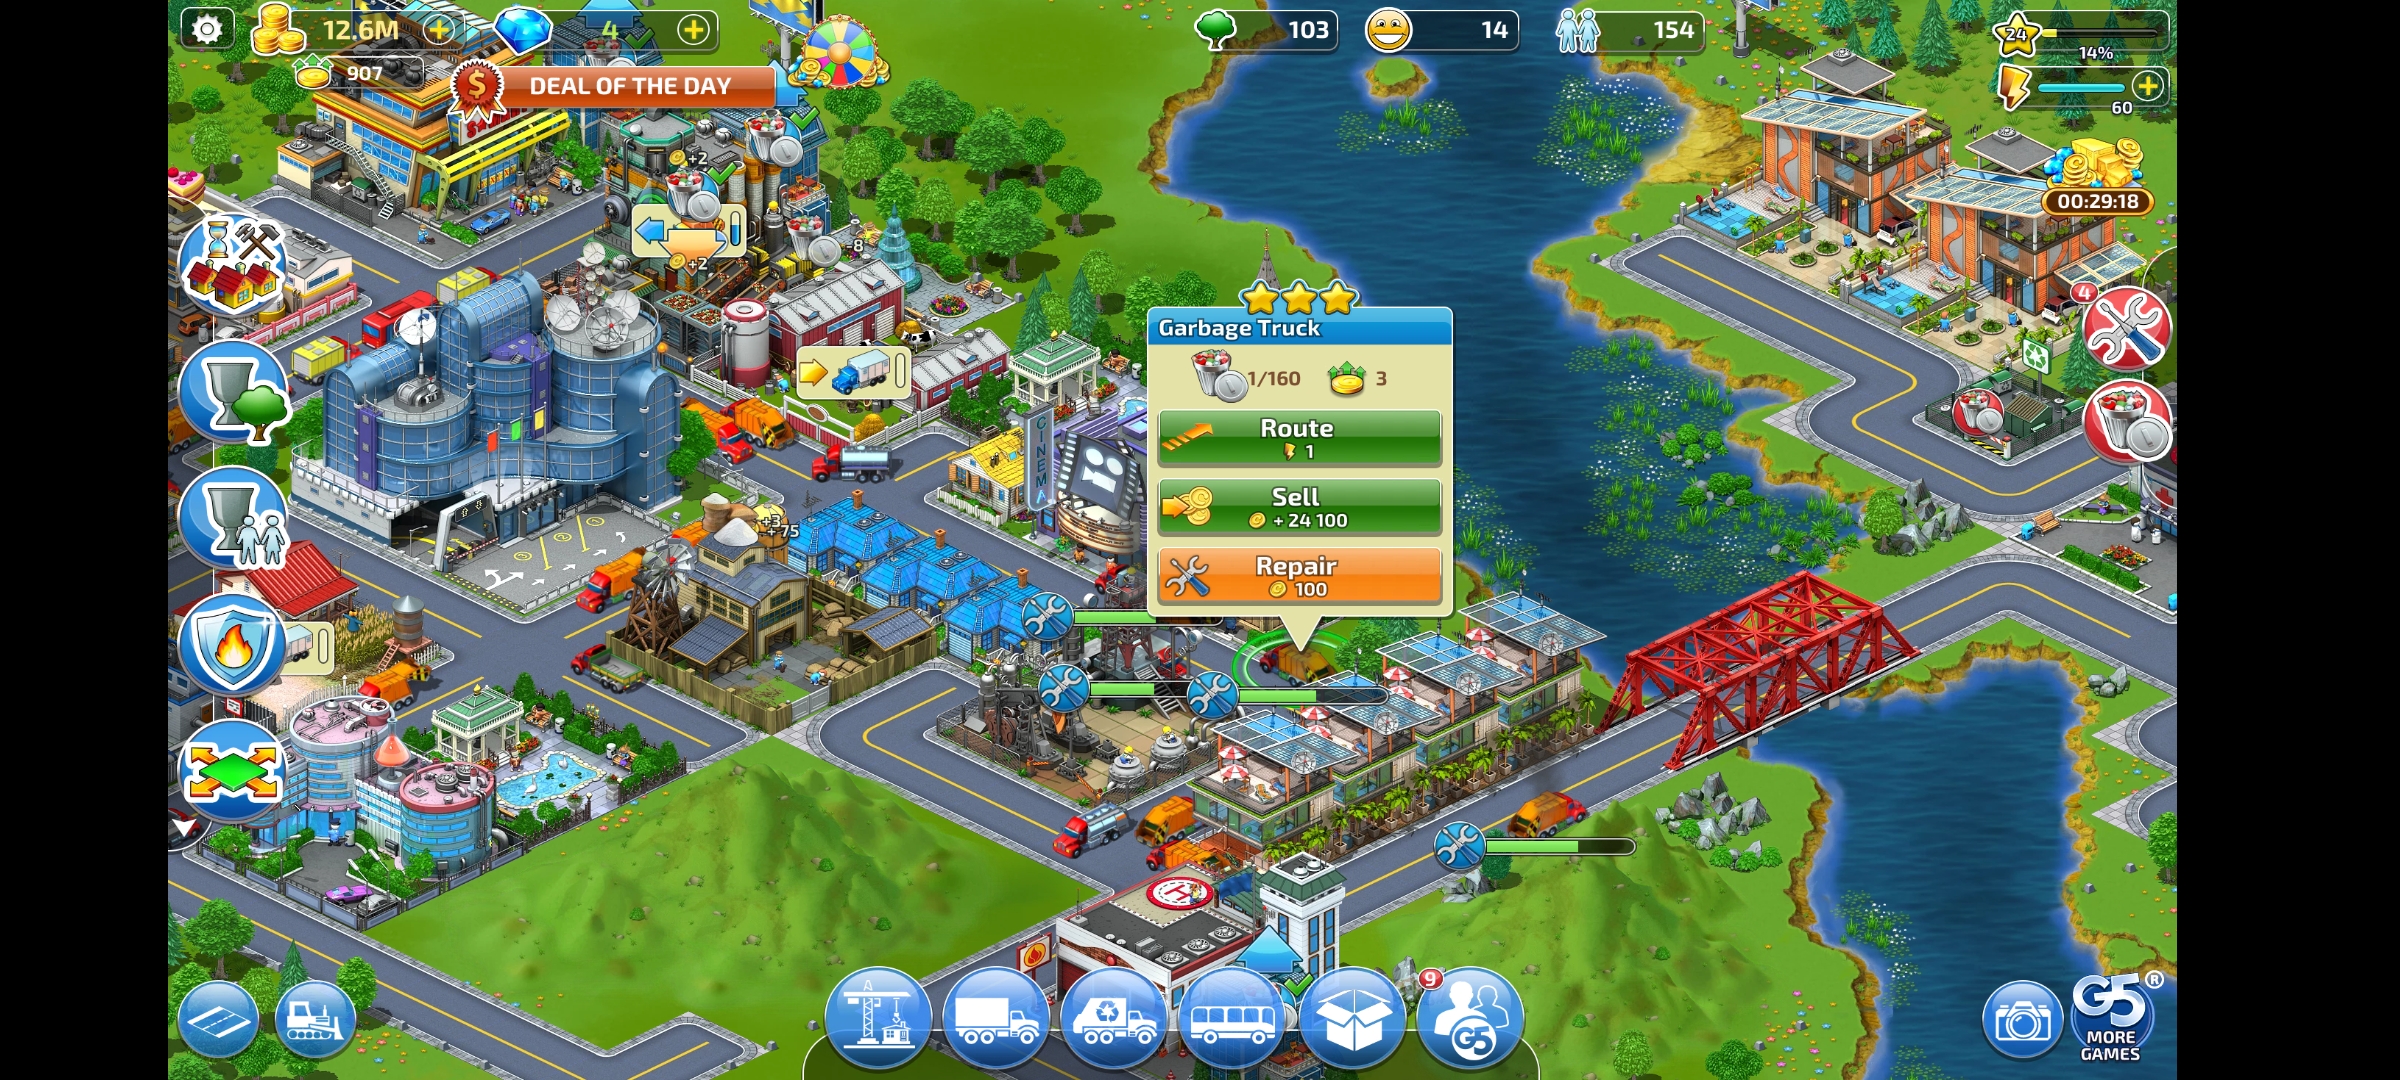 12.6M
4
103
14
154
24
14%
907
DEAL OF THE DAY
60
+2
00:29:18
-8
+2
4
Garbage Truck
1/160
3
Route
1
Sell
+ 24 100
Repair
100
CINEMA
+3
+75
H
9
G5
G5
®
MORE
GAMES